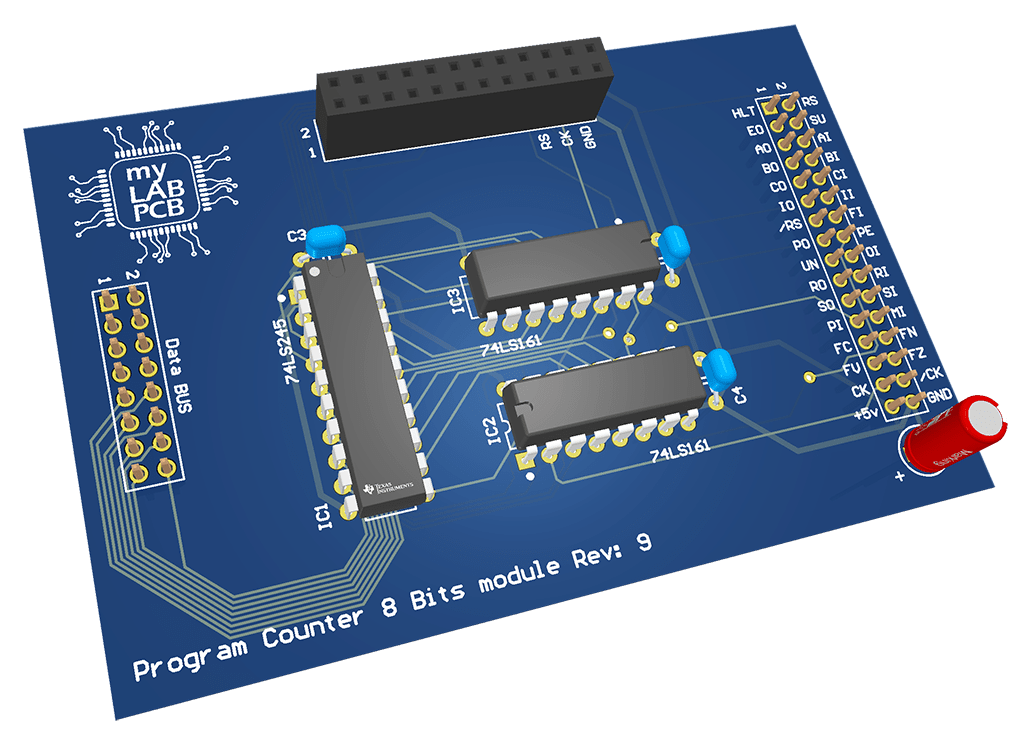 my
LAB
PCB
2
1
RS
CK
GND
1
2
HLT
RS
EO
SU
AO
AI
BO
BI
CO
CI
IO
II
/RS
FI
PO
PE
UN
OI
RO
RI
SO
SI
PI
MI
FC
FN
FV
FZ
CK
/CK
+5v
GND
+
C3
74LS245
IC1
TEXAS
INSTRUMENTS
IC3
74LS161
IC2
74LS161
C4
1
2
Data BUS
Program Counter 8 Bits module Rev: 9